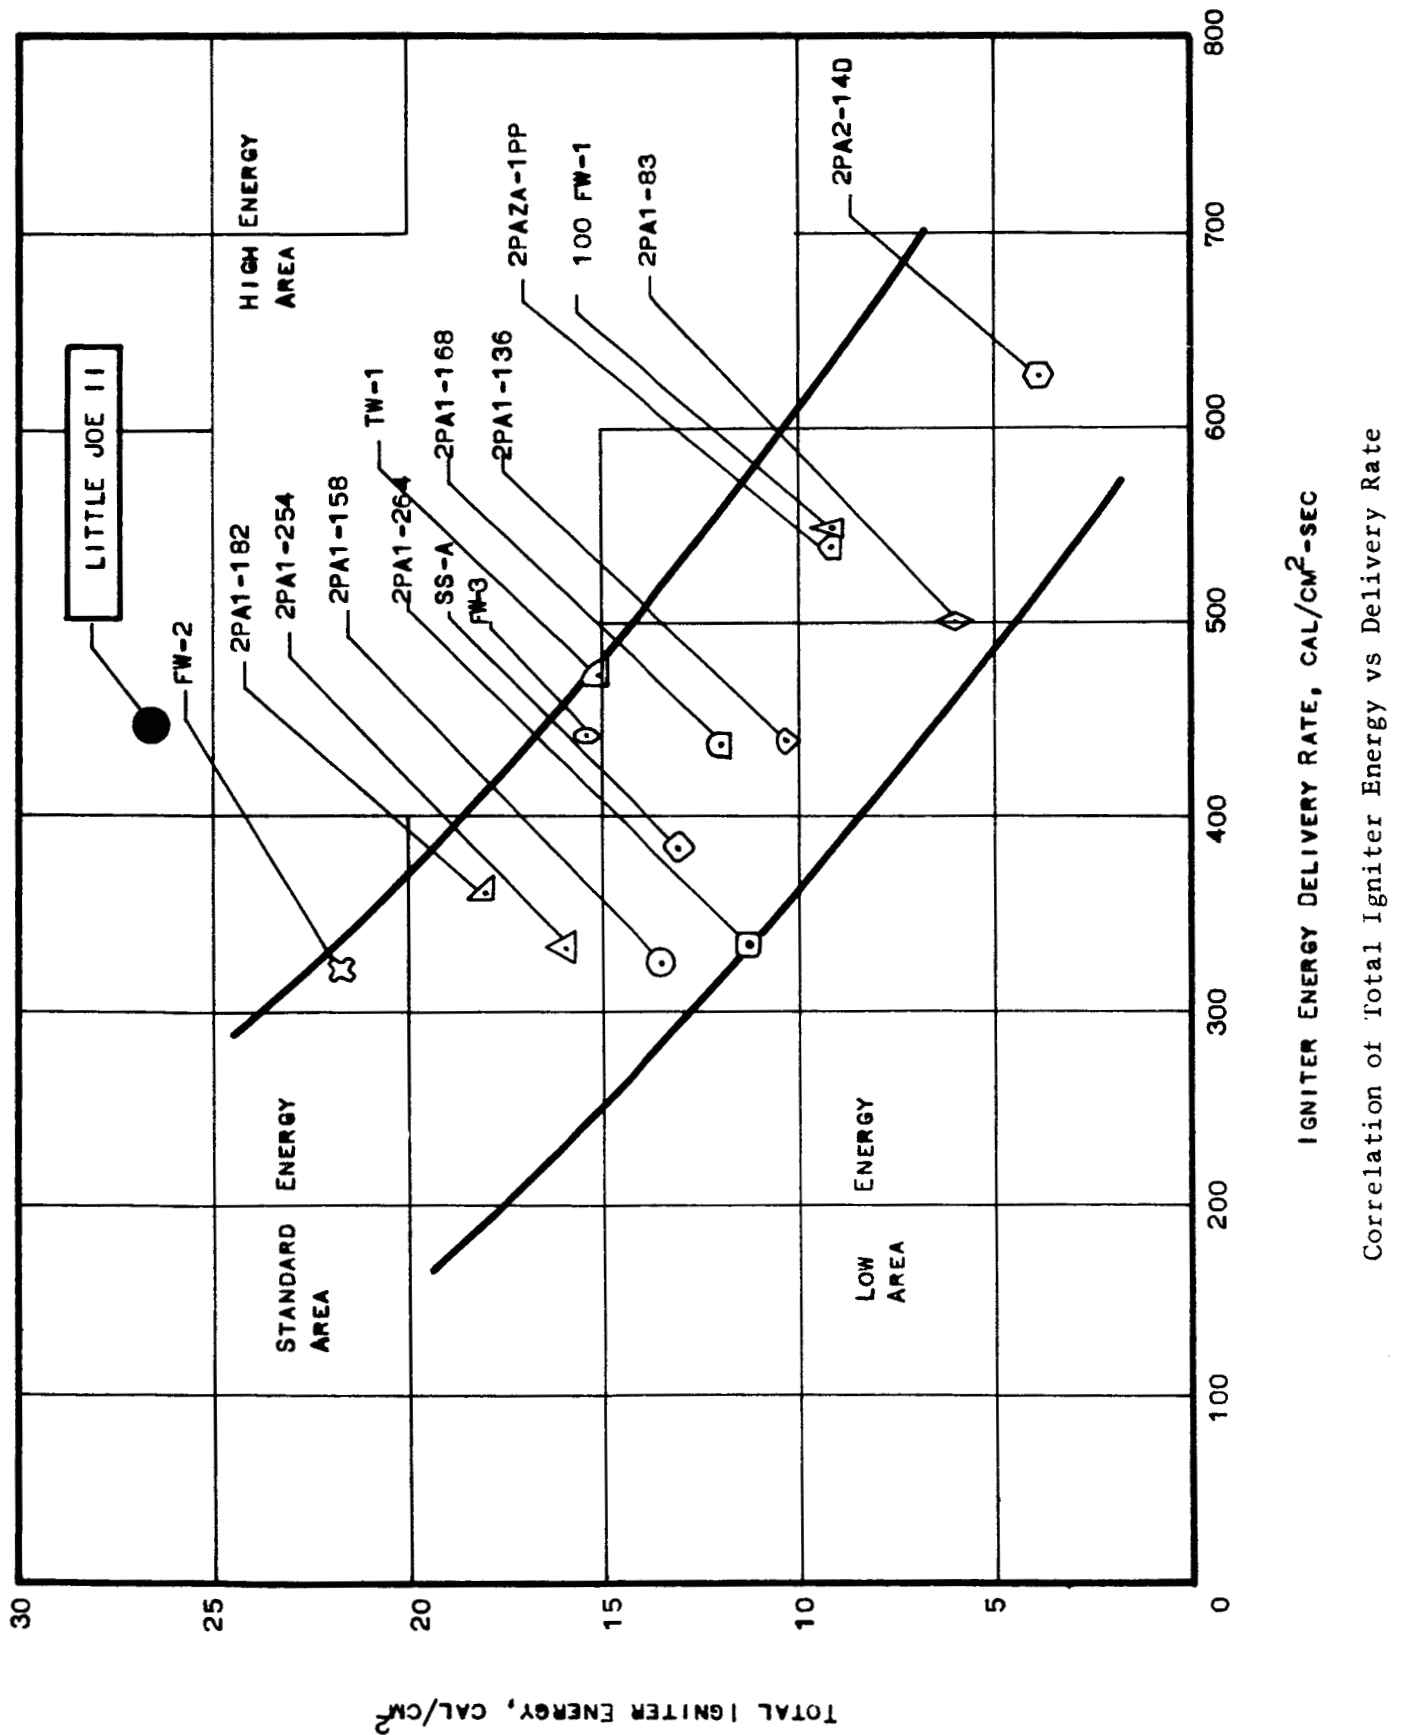 TOTAL IGNITER ENERGY, CAL/CM2
30
25
20
15
10
5
0
100
200
300
400
500
600
700
800
LITTLE JOE II
HIGH ENERGY
AREA
FW-2
2PA1-182
2PA1-254
2PA1-158
2PA1-264
SS-A
FW-3
TW-1
2PA1-168
2PA1-136
2PAZA-1PP
100 FW-1
2PA1-83
2PA2-14D
STANDARD ENERGY
AREA
LOW ENERGY
AREA
IGNITER ENERGY DELIVERY RATE, CAL/CM2-SEC
Correlation of Total Igniter Energy vs Delivery Rate